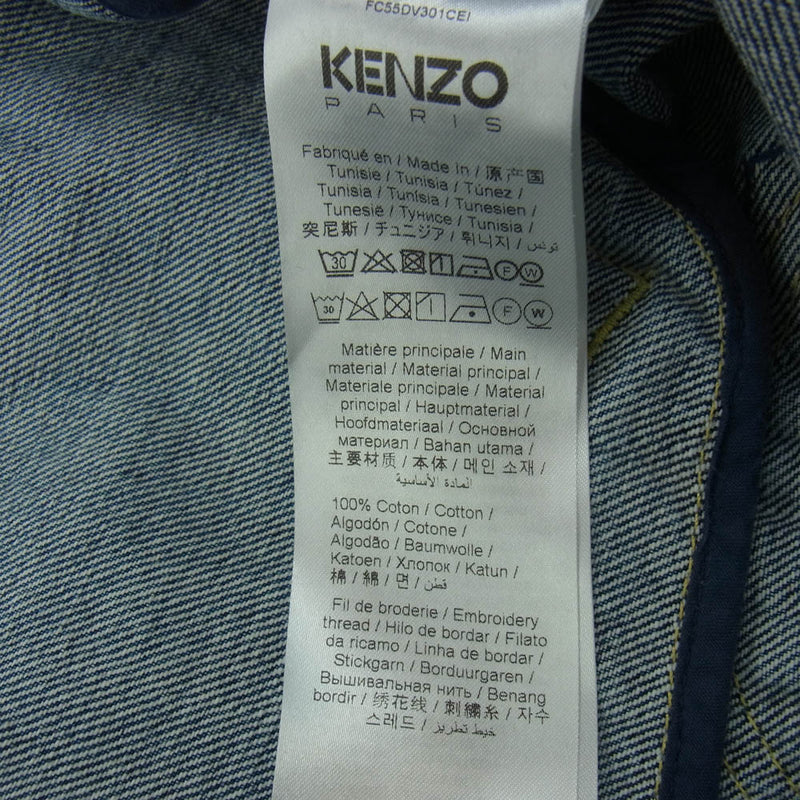 FC55DV301CEI
KENZO
PARIS
Fabriqué en / Made In / 原产国
Tunisie / Tunisia / Túnez /
Tunisia / Tunísia / Tunesien /
Tunesië / Тунисе / Tunisia /
突尼斯 / チュニジア / 튀니지 / تونس
30 1 F W
30 1 F W
Matière principale / Main
material / Material principal /
Materiale principale / Material
principal / Hauptmaterial /
Hoofdmateriaal / Основной
материал / Bahan utama /
主要材质 / 本体 / 메인 소재 /
المادة الأساسية
100% Coton / Cotton /
Algodón / Cotone /
Algodão / Baumwolle /
Katoen / Хлопок / Katun /
棉 / 綿 / 면 / قطن
Fil de broderie / Embroidery
thread / Hilo de bordar / Filato
da ricamo / Linha de bordar /
Stickgarn / Borduurgaren /
Вышивальная нить / Benang
bordir / 绣花线 / 刺繍糸 / 자수
스레드 / خيط تطريز